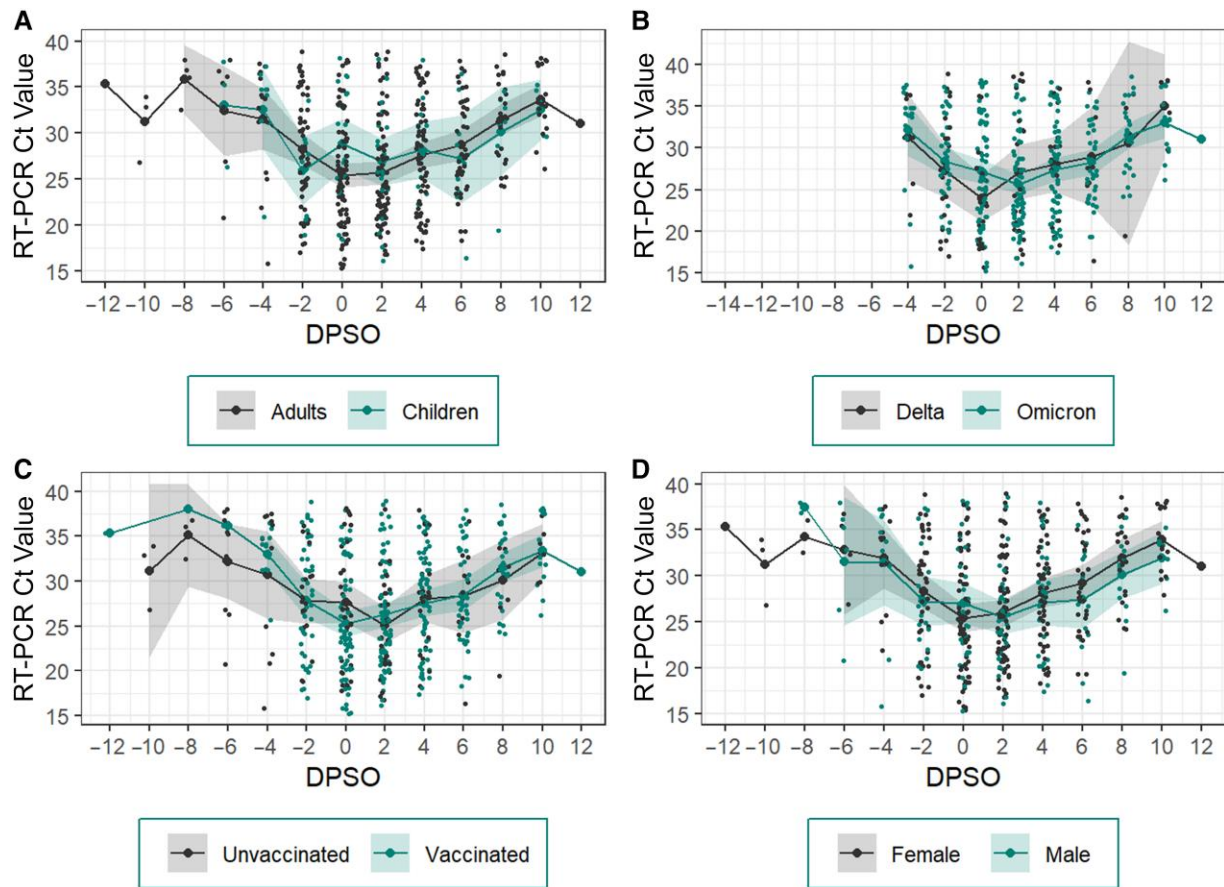 A
RT-PCR Ct Value
40
35
30
25
20
15
−12 −10 −8 −6 −4 −2 0 2 4 6 8 10 12
DPSO
Adults Children
B
RT-PCR Ct Value
40
35
30
25
20
15
−14 −12 −10 −8 −6 −4 −2 0 2 4 6 8 10 12
DPSO
Delta Omicron
C
RT-PCR Ct Value
40
35
30
25
20
15
−12 −10 −8 −6 −4 −2 0 2 4 6 8 10 12
DPSO
Unvaccinated Vaccinated
D
RT-PCR Ct Value
40
35
30
25
20
15
−12 −10 −8 −6 −4 −2 0 2 4 6 8 10 12
DPSO
Female Male